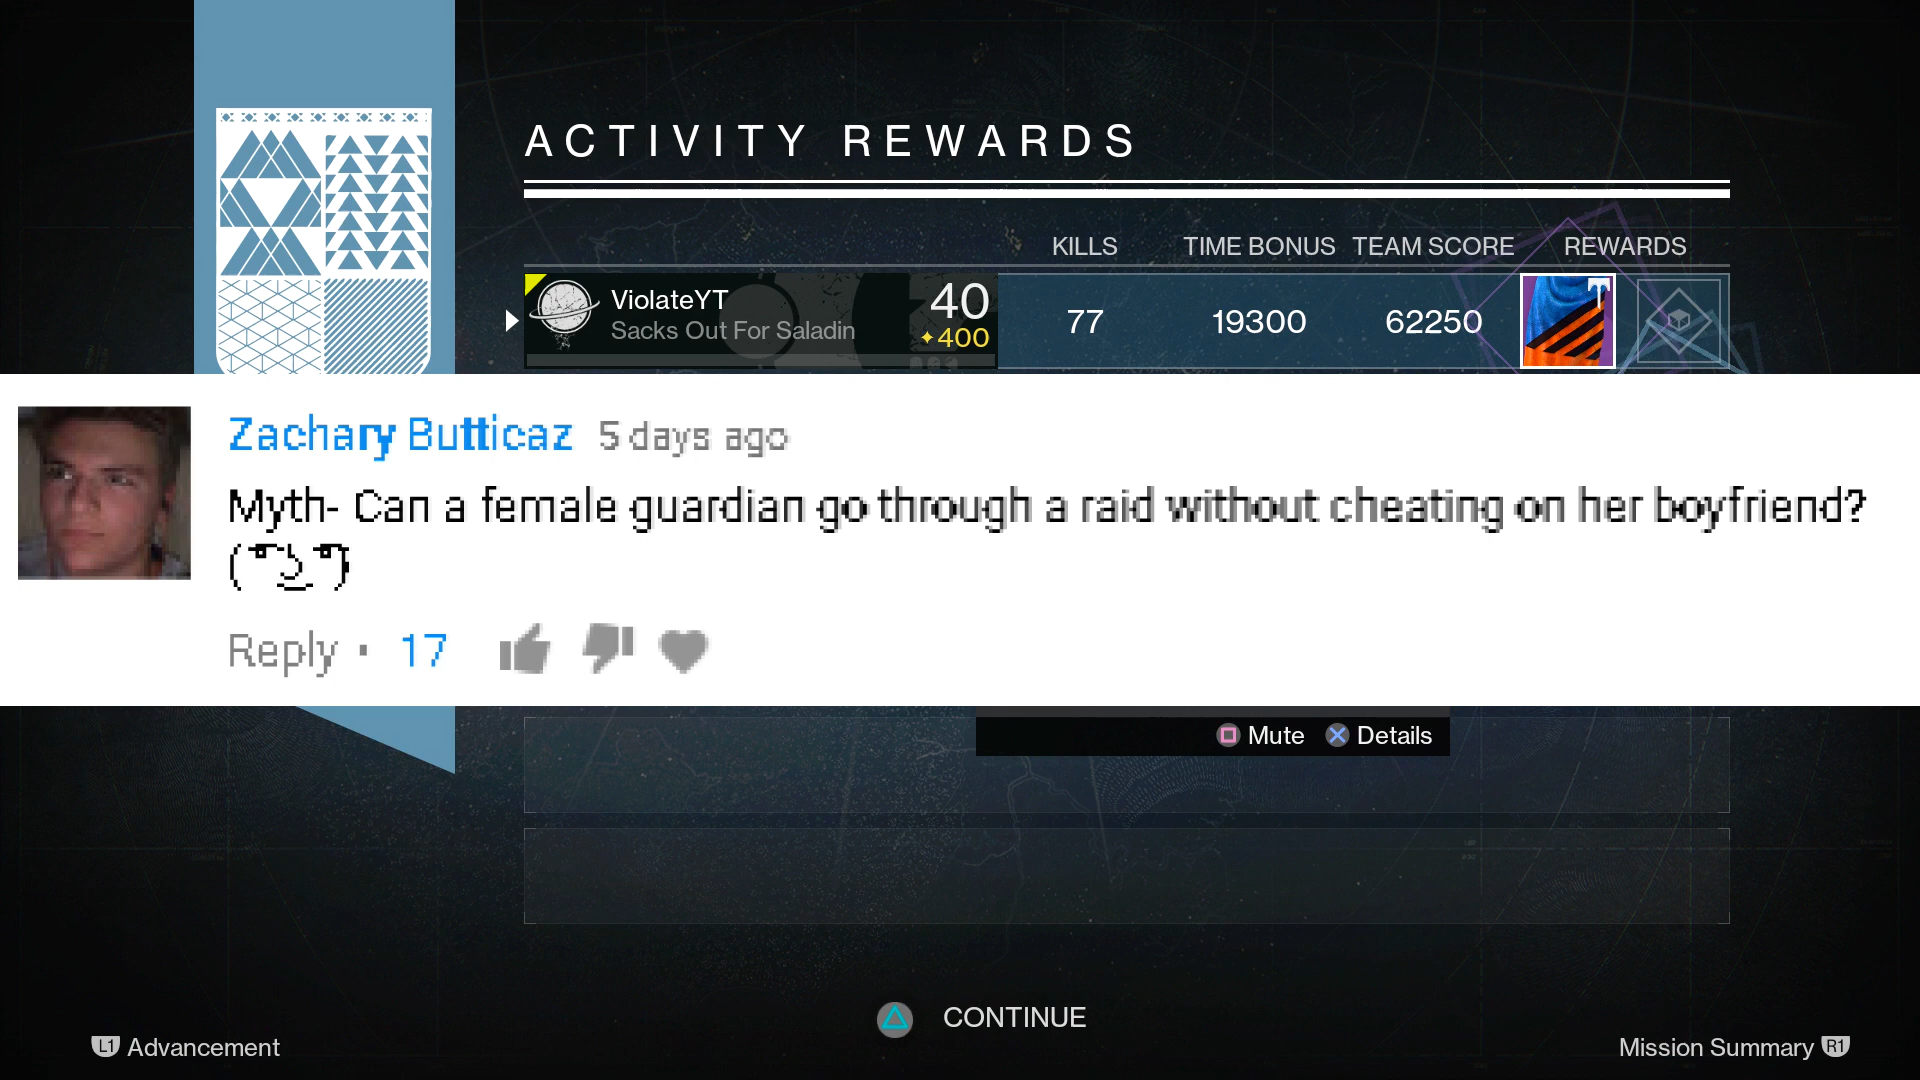 ACTIVITY REWARDS
KILLS TIME BONUS TEAM SCORE REWARDS
ViolateYT 40
Sacks Out For Saladin 400
77 19300 62250
Zachary Butticaz 5 days ago
Myth- Can a female guardian go through a raid without cheating on her boyfriend?
( ͡° ͜ʖ ͡°)
Reply · 17
Mute Details
CONTINUE
L1 Advancement
Mission Summary R1